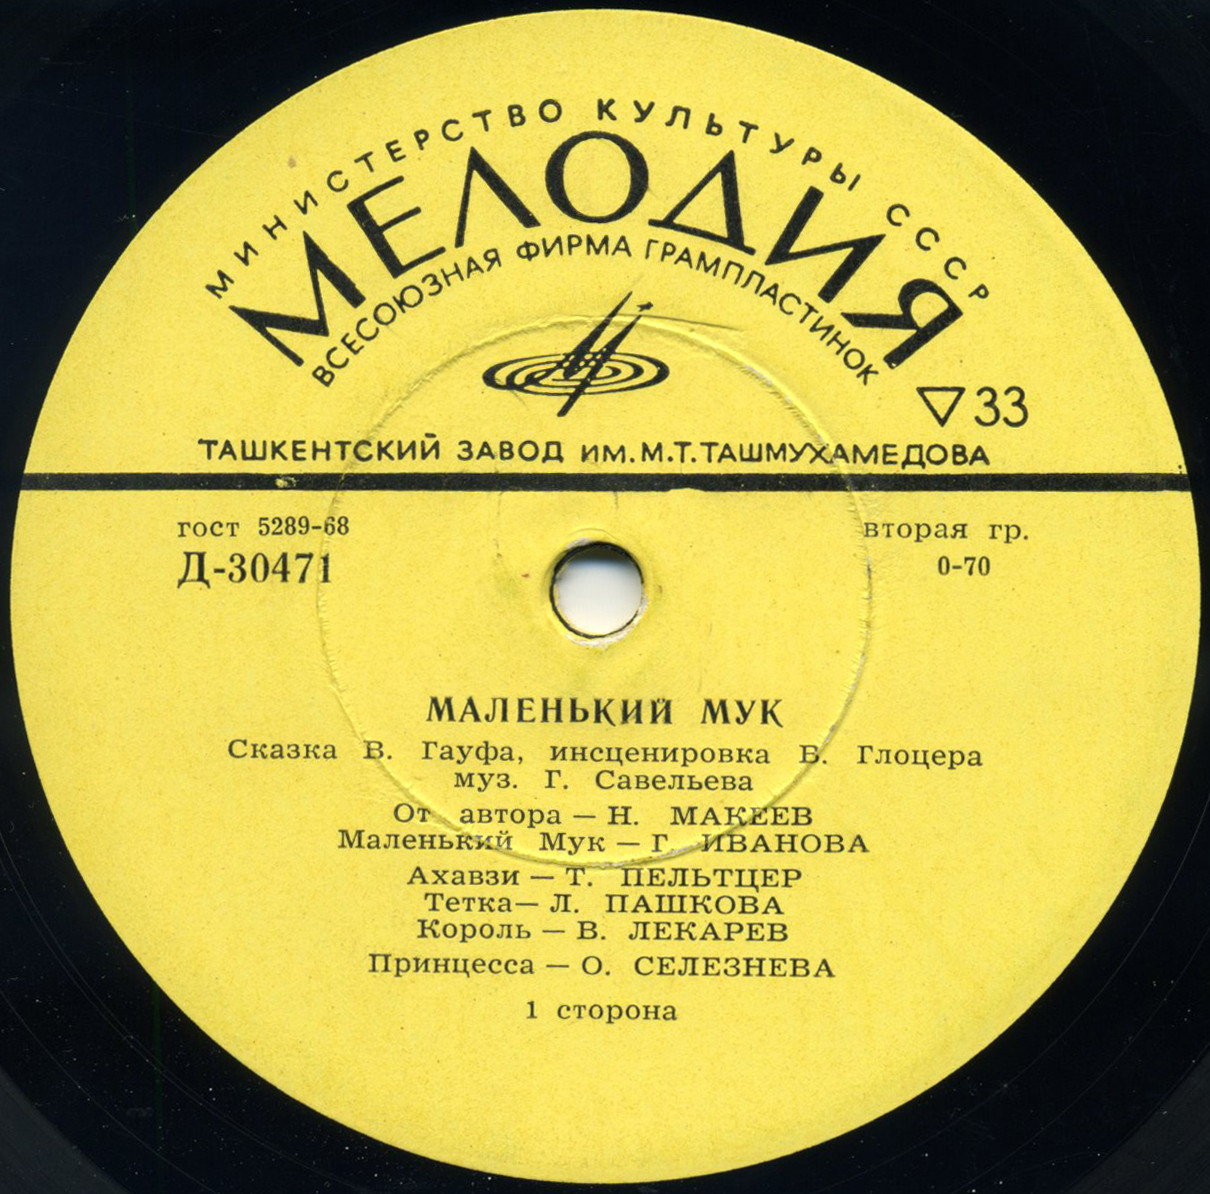 МИНИСТЕРСТВО КУЛЬТУРЫ СССР
МЕЛОДИЯ
ВСЕСОЮЗНАЯ ФИРМА ГРАМПЛАСТИНОК
33
ТАШКЕНТСКИЙ ЗАВОД ИМ. М.Т. ТАШМУХАМЕДОВА
гост 5289-68
вторая гр.
Д-30471
0-70
МАЛЕНЬКИЙ МУК
Сказка В. Гауфа, инсценировка В. Глоцера
муз. Г. Савельева
От автора — Н. МАКЕЕВ
Маленький Мук — Г. ИВАНОВА
Ахавзи — Т. ПЕЛЬТЦЕР
Тетка— Л. ПАШКОВА
Король — В. ЛЕКАРЕВ
Принцесса — О. СЕЛЕЗНЕВА
1 сторона